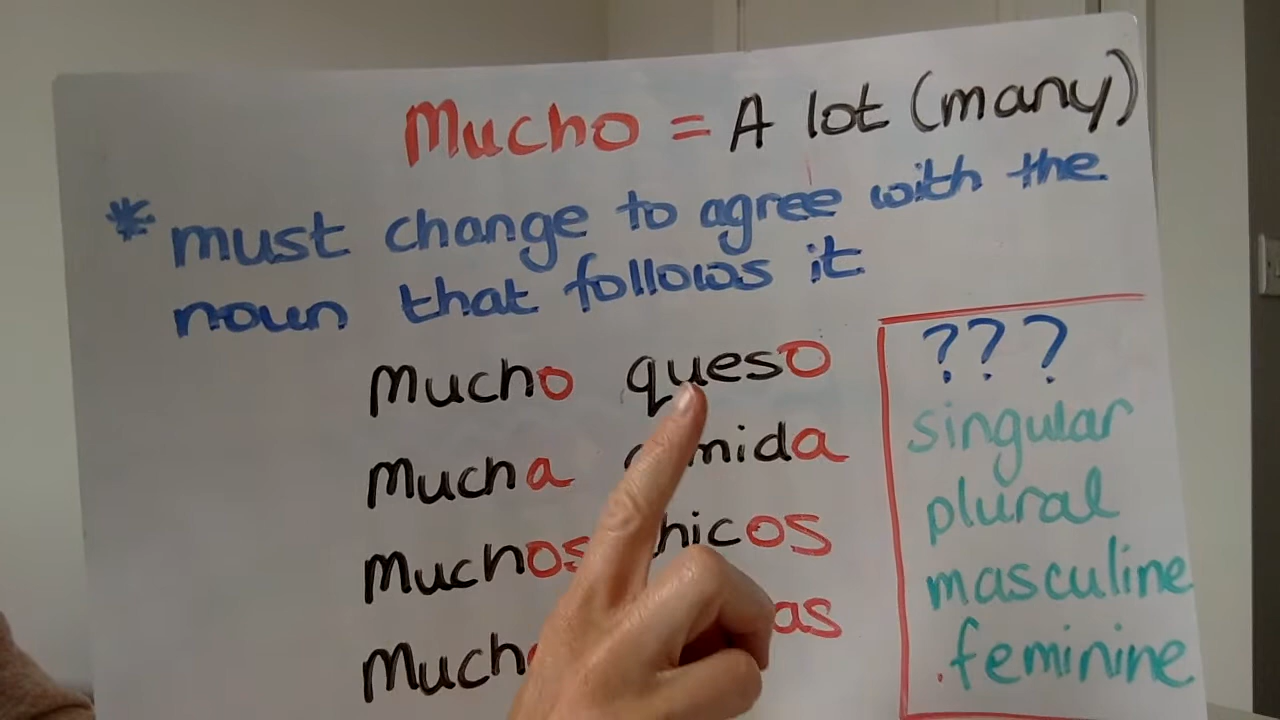 Mucho = A lot (many)
* must change to agree with the
noun that follows it
Mucho queso
Mucha
Muchos
???
singular
plural
masculine
feminine